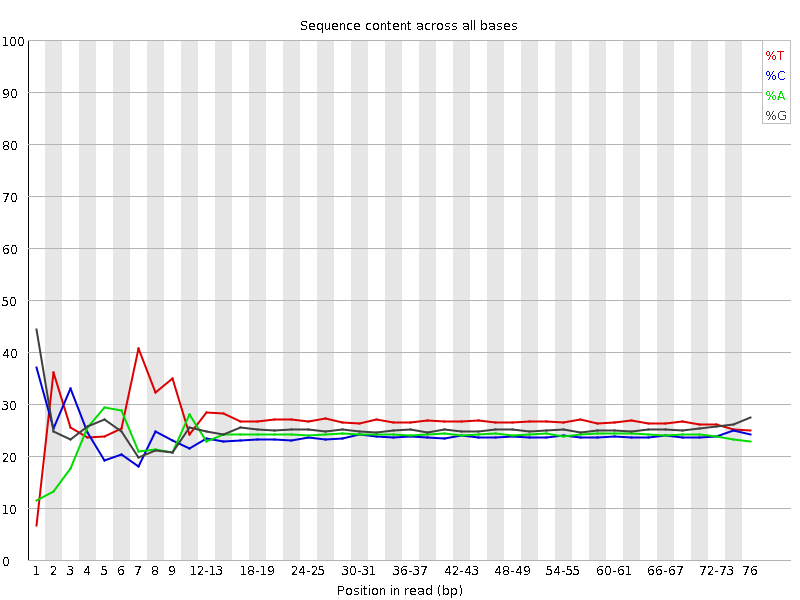 Sequence content across all bases
100
90
80
70
60
50
40
30
20
10
0
%T
%C
%A
%G
1 2 3 4 5 6 7 8 9 12-13 18-19 24-25 30-31 36-37 42-43 48-49 54-55 60-61 66-67 72-73 76
Position in read (bp)